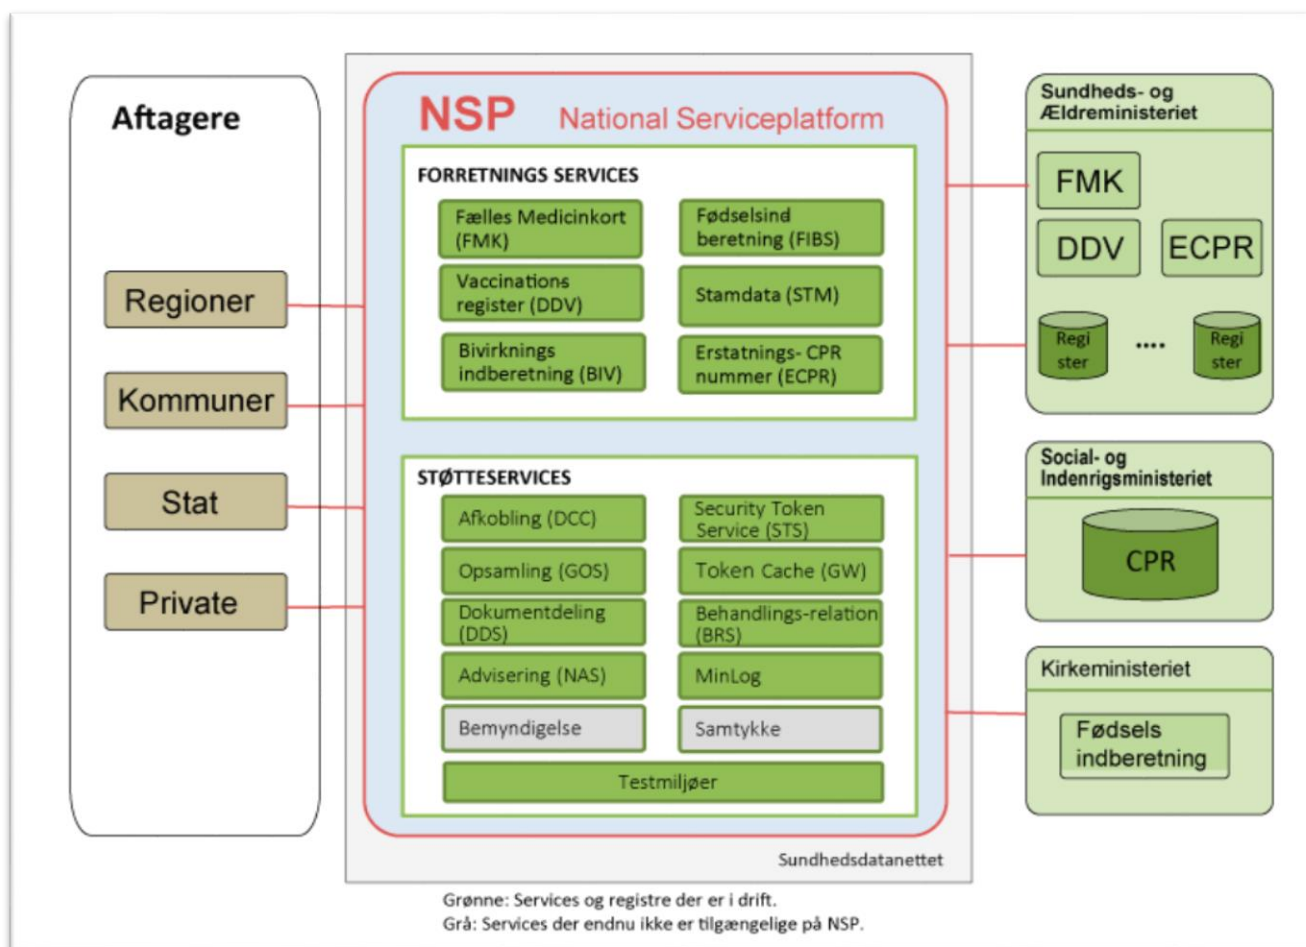 Aftagere
Regioner
Kommuner
Stat
Private
NSP National Serviceplatform
FORRETNINGS SERVICES
Fælles Medicinkort
(FMK)
Fødselsind
beretning (FIBS)
Vaccinations
register (DDV)
Stamdata (STM)
Bivirknings
indberetning (BIV)
Erstatnings- CPR
nummer (ECPR)
STØTTESERVICES
Afkobling (DCC)
Security Token
Service (STS)
Opsamling (GOS)
Token Cache (GW)
Dokumentdeling
(DDS)
Behandlings-relation
(BRS)
Advisering (NAS)
MinLog
Bemyndigelse
Samtykke
Testmiljøer
Sundhedsdatanettet
Sundheds- og
Ældreministeriet
FMK
DDV
ECPR
Regi
ster
....
Regi
ster
Social- og
Indenrigsministeriet
CPR
Kirkeministeriet
Fødsels
indberetning
Grønne: Services og registre der er i drift.
Grå: Services der endnu ikke er tilgængelige på NSP.